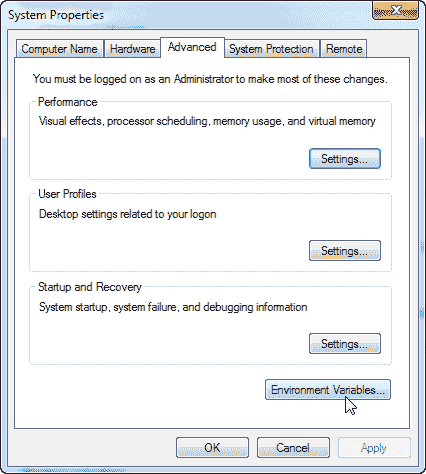 System Properties
Computer Name Hardware Advanced System Protection Remote
You must be logged on as an Administrator to make most of these changes.
Performance
Visual effects, processor scheduling, memory usage, and virtual memory
Settings...
User Profiles
Desktop settings related to your logon
Settings...
Startup and Recovery
System startup, system failure, and debugging information
Settings...
Environment Variables...
OK Cancel Apply